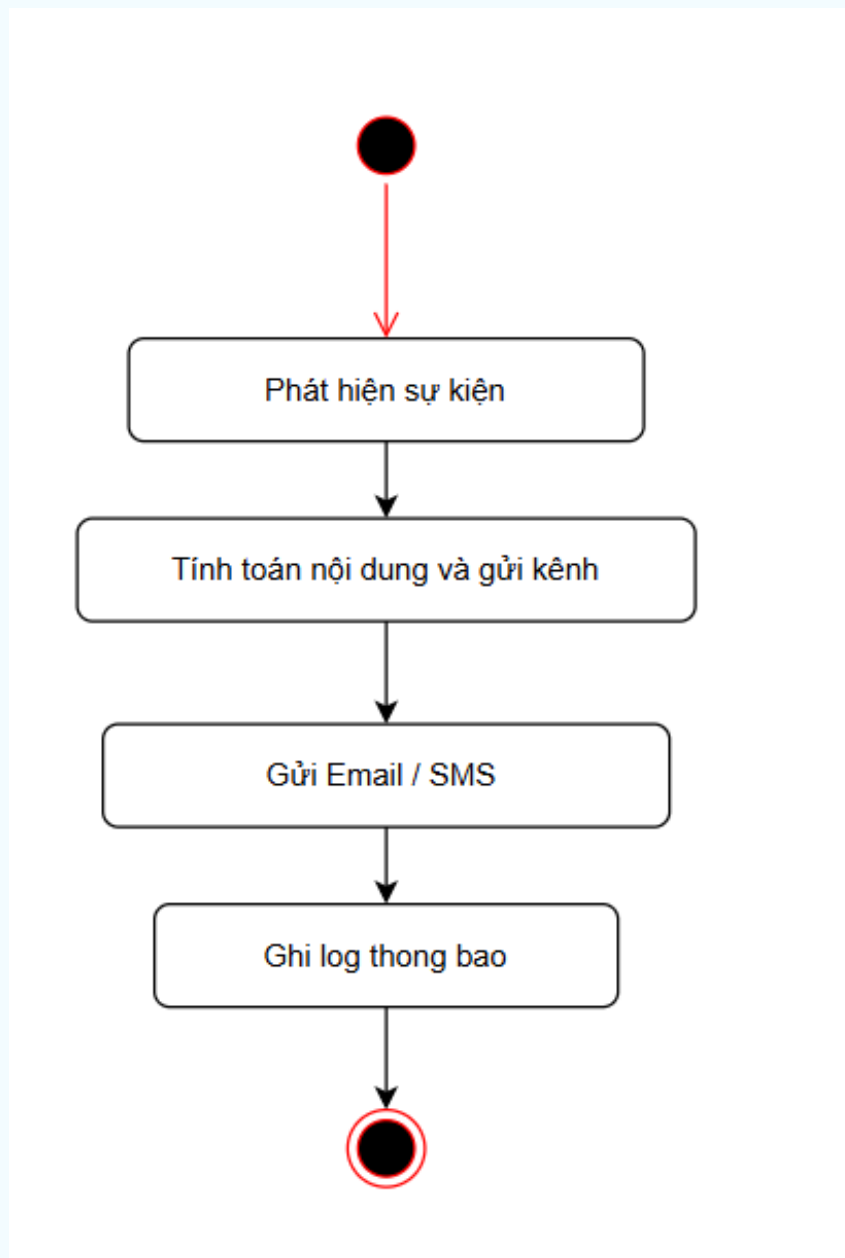 Phát hiện sự kiện
Tính toán nội dung và gửi kênh
Gửi Email / SMS
Ghi log thong bao